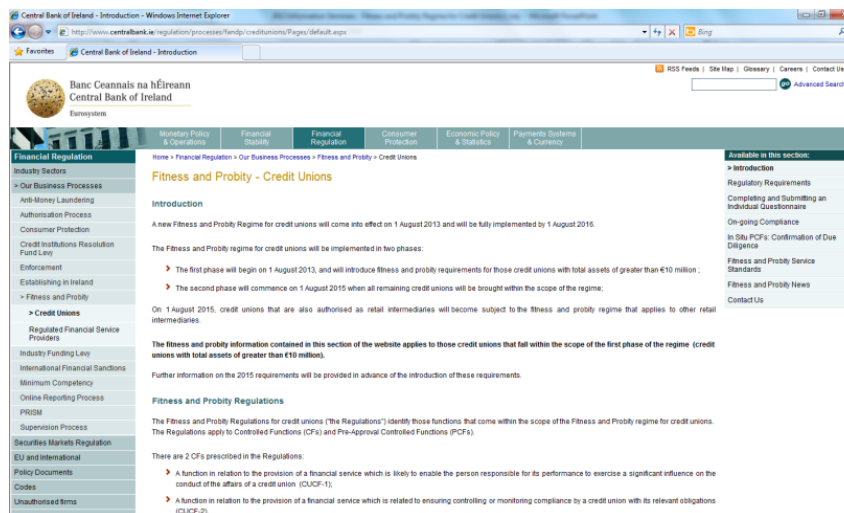 Central Bank of Ireland - Introduction - Windows Internet Explorer
http://www.centralbank.ie/regulation/processes/fandp/creditunions/Pages/default.aspx
Bing
Favorites
Central Bank of Ireland - Introduction
RSS Feeds | Site Map | Glossary | Careers | Contact Us
Banc Ceannais na hÉireann
Central Bank of Ireland
Eurosystem
go Advanced Search
Monetary Policy & Operations
Financial Stability
Financial Regulation
Consumer Protection
Economic Policy & Statistics
Payments Systems & Currency
Financial Regulation
Industry Sectors
> Our Business Processes
Anti-Money Laundering
Authorisation Process
Consumer Protection
Credit Institutions Resolution
Fund Levy
Enforcement
Establishing in Ireland
> Fitness and Probity
> Credit Unions
Regulated Financial Service
Providers
Industry Funding Levy
International Financial Sanctions
Minimum Competency
Online Reporting Process
PRISM
Supervision Process
Securities Markets Regulation
EU and International
Policy Documents
Codes
Unauthorised firms
Home > Financial Regulation > Our Business Processes > Fitness and Probity > Credit Unions
Fitness and Probity - Credit Unions
Introduction
A new Fitness and Probity Regime for credit unions will come into effect on 1 August 2013 and will be fully implemented by 1 August 2016.
The Fitness and Probity regime for credit unions will be implemented in two phases:
The first phase will begin on 1 August 2013, and will introduce fitness and probity requirements for those credit unions with total assets of greater than €10 million ;
The second phase will commence on 1 August 2015 when all remaining credit unions will be brought within the scope of the regime;
On 1 August 2015, credit unions that are also authorised as retail intermediaries will become subject to the fitness and probity regime that applies to other retail
intermediaries.
The fitness and probity information contained in this section of the website applies to those credit unions that fall within the scope of the first phase of the regime (credit
unions with total assets of greater than €10 million).
Further information on the 2015 requirements will be provided in advance of the introduction of these requirements.
Fitness and Probity Regulations
The Fitness and Probity Regulations for credit unions ("the Regulations") identify those functions that come within the scope of the Fitness and Probity regime for credit unions.
The Regulations apply to Controlled Functions (CFs) and Pre-Approval Controlled Functions (PCFs).
There are 2 CFs prescribed in the Regulations:
A function in relation to the provision of a financial service which is likely to enable the person responsible for its performance to exercise a significant influence on the
conduct of the affairs of a credit union (CUCF-1);
A function in relation to the provision of a financial service which is related to ensuring controlling or monitoring compliance by a credit union with its relevant obligations
(CUCF-2)
Available in this section:
> Introduction
Regulatory Requirements
Completing and Submitting an
Individual Questionnaire
On-going Compliance
In Situ PCFs: Confirmation of Due
Diligence
Fitness and Probity Service
Standards
Fitness and Probity News
Contact Us